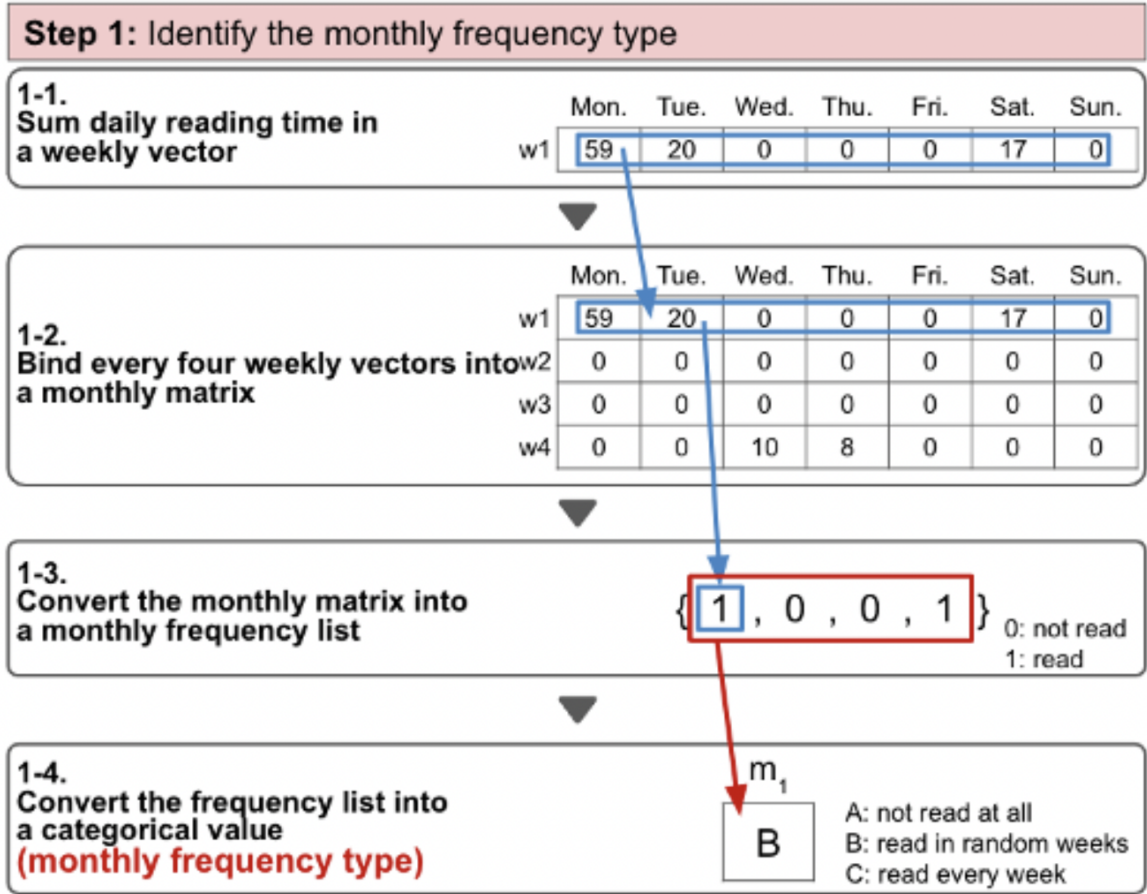 Step 1: Identify the monthly frequency type
1-1.
Sum daily reading time in
a weekly vector
Mon. Tue. Wed. Thu. Fri. Sat. Sun.
w1 59 20 0 0 0 17 0
1-2.
Bind every four weekly vectors into
a monthly matrix
Mon. Tue. Wed. Thu. Fri. Sat. Sun.
w1 59 20 0 0 0 17 0
w2 0 0 0 0 0 0 0
w3 0 0 0 0 0 0 0
w4 0 0 10 8 0 0 0
1-3.
Convert the monthly matrix into
a monthly frequency list
{ 1 , 0 , 0 , 1 }
0: not read
1: read
1-4.
Convert the frequency list into
a categorical value
(monthly frequency type)
m₁
B
A: not read at all
B: read in random weeks
C: read every week